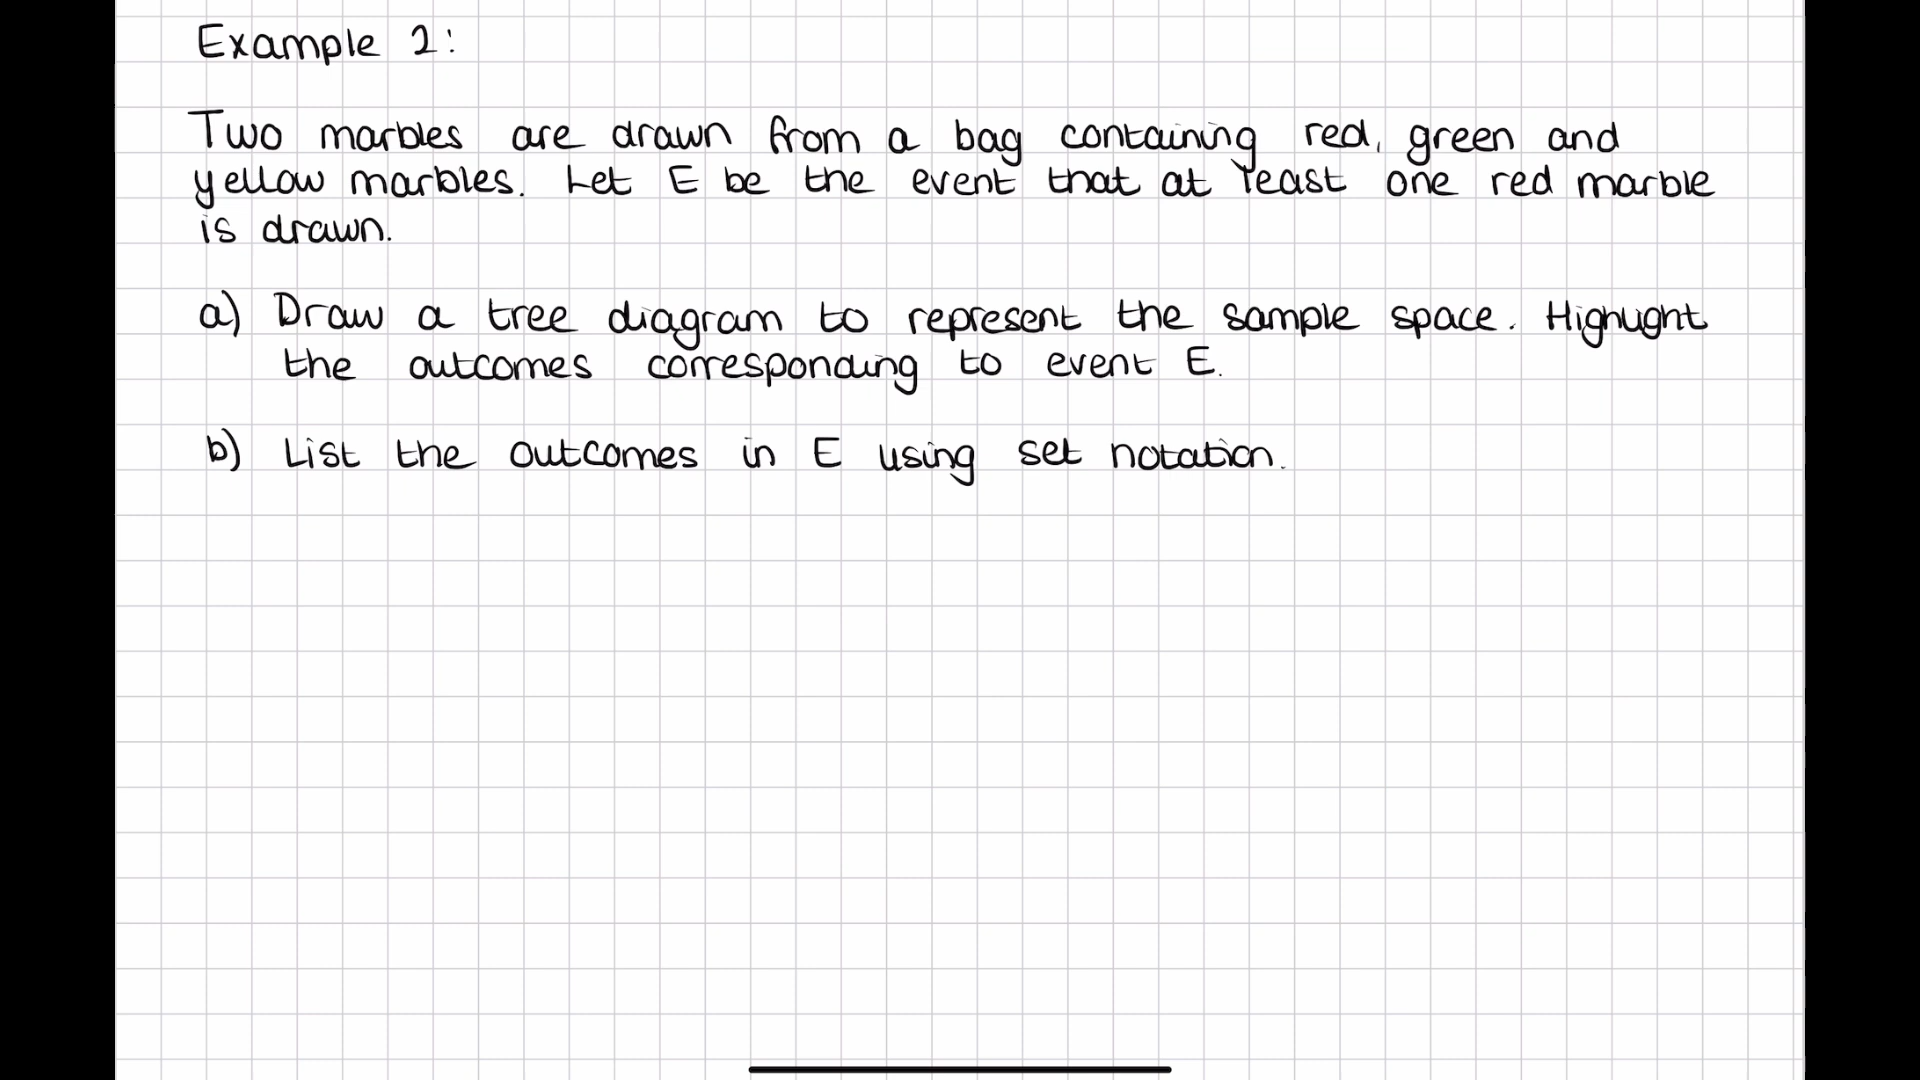 Example 2:
Two marbles are drawn from a bag containing red, green and
yellow marbles. Let E be the event that at least one red marble
is drawn.
a) Draw a tree diagram to represent the sample space. Highlight
the outcomes corresponding to event E.
b) List the outcomes in E using set notation.